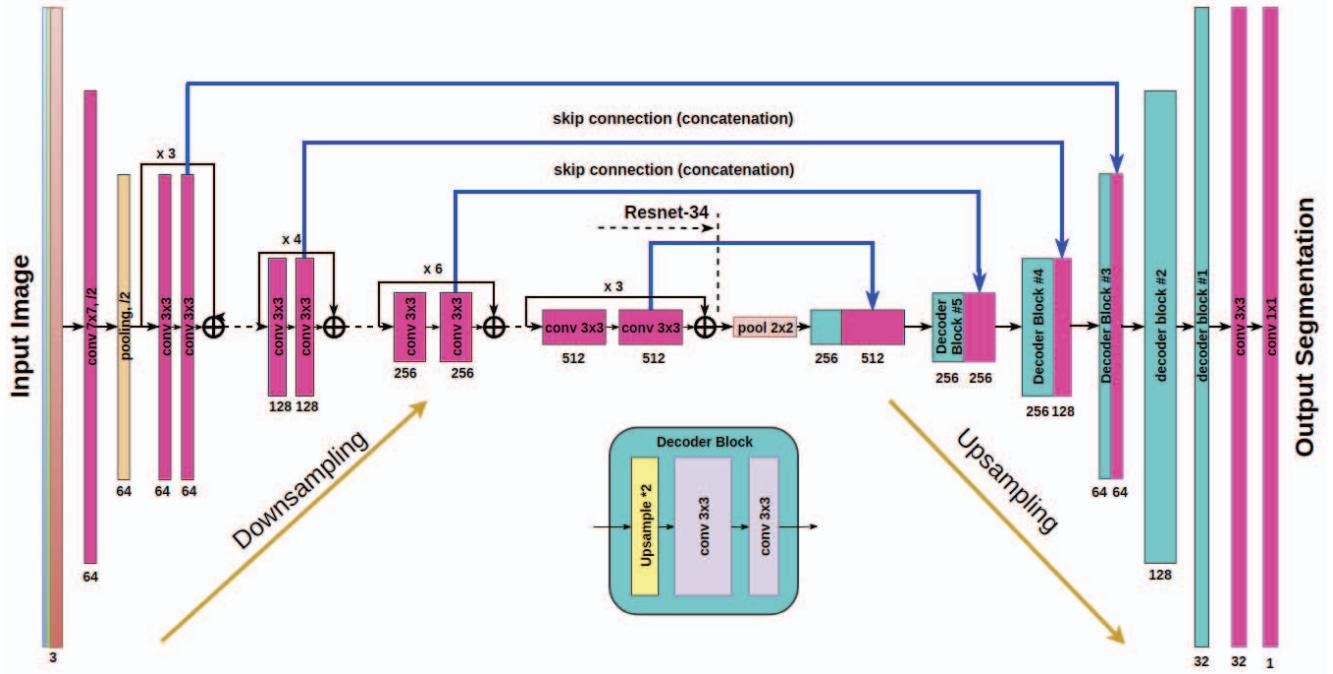 skip connection (concatenation)
x 3
skip connection (concatenation)
Resnet-34
x 4
x 6
x 3
Input Image
conv 7x7, /2
pooling, /2
conv 3x3
conv 3x3
conv 3x3
conv 3x3
conv 3x3
conv 3x3
conv 3x3
conv 3x3
pool 2x2
Decoder
Block #5
Decoder Block #4
Decoder Block #3
decoder block #2
decoder block #1
conv 3x3
conv 1x1
Output Segmentation
512
512
256
512
256
256
256
256
128
128
256
128
64
64
64
64
64
64
128
3
32
32
1
Downsampling
Upsampling
Decoder Block
Upsample *2
conv 3x3
conv 3x3